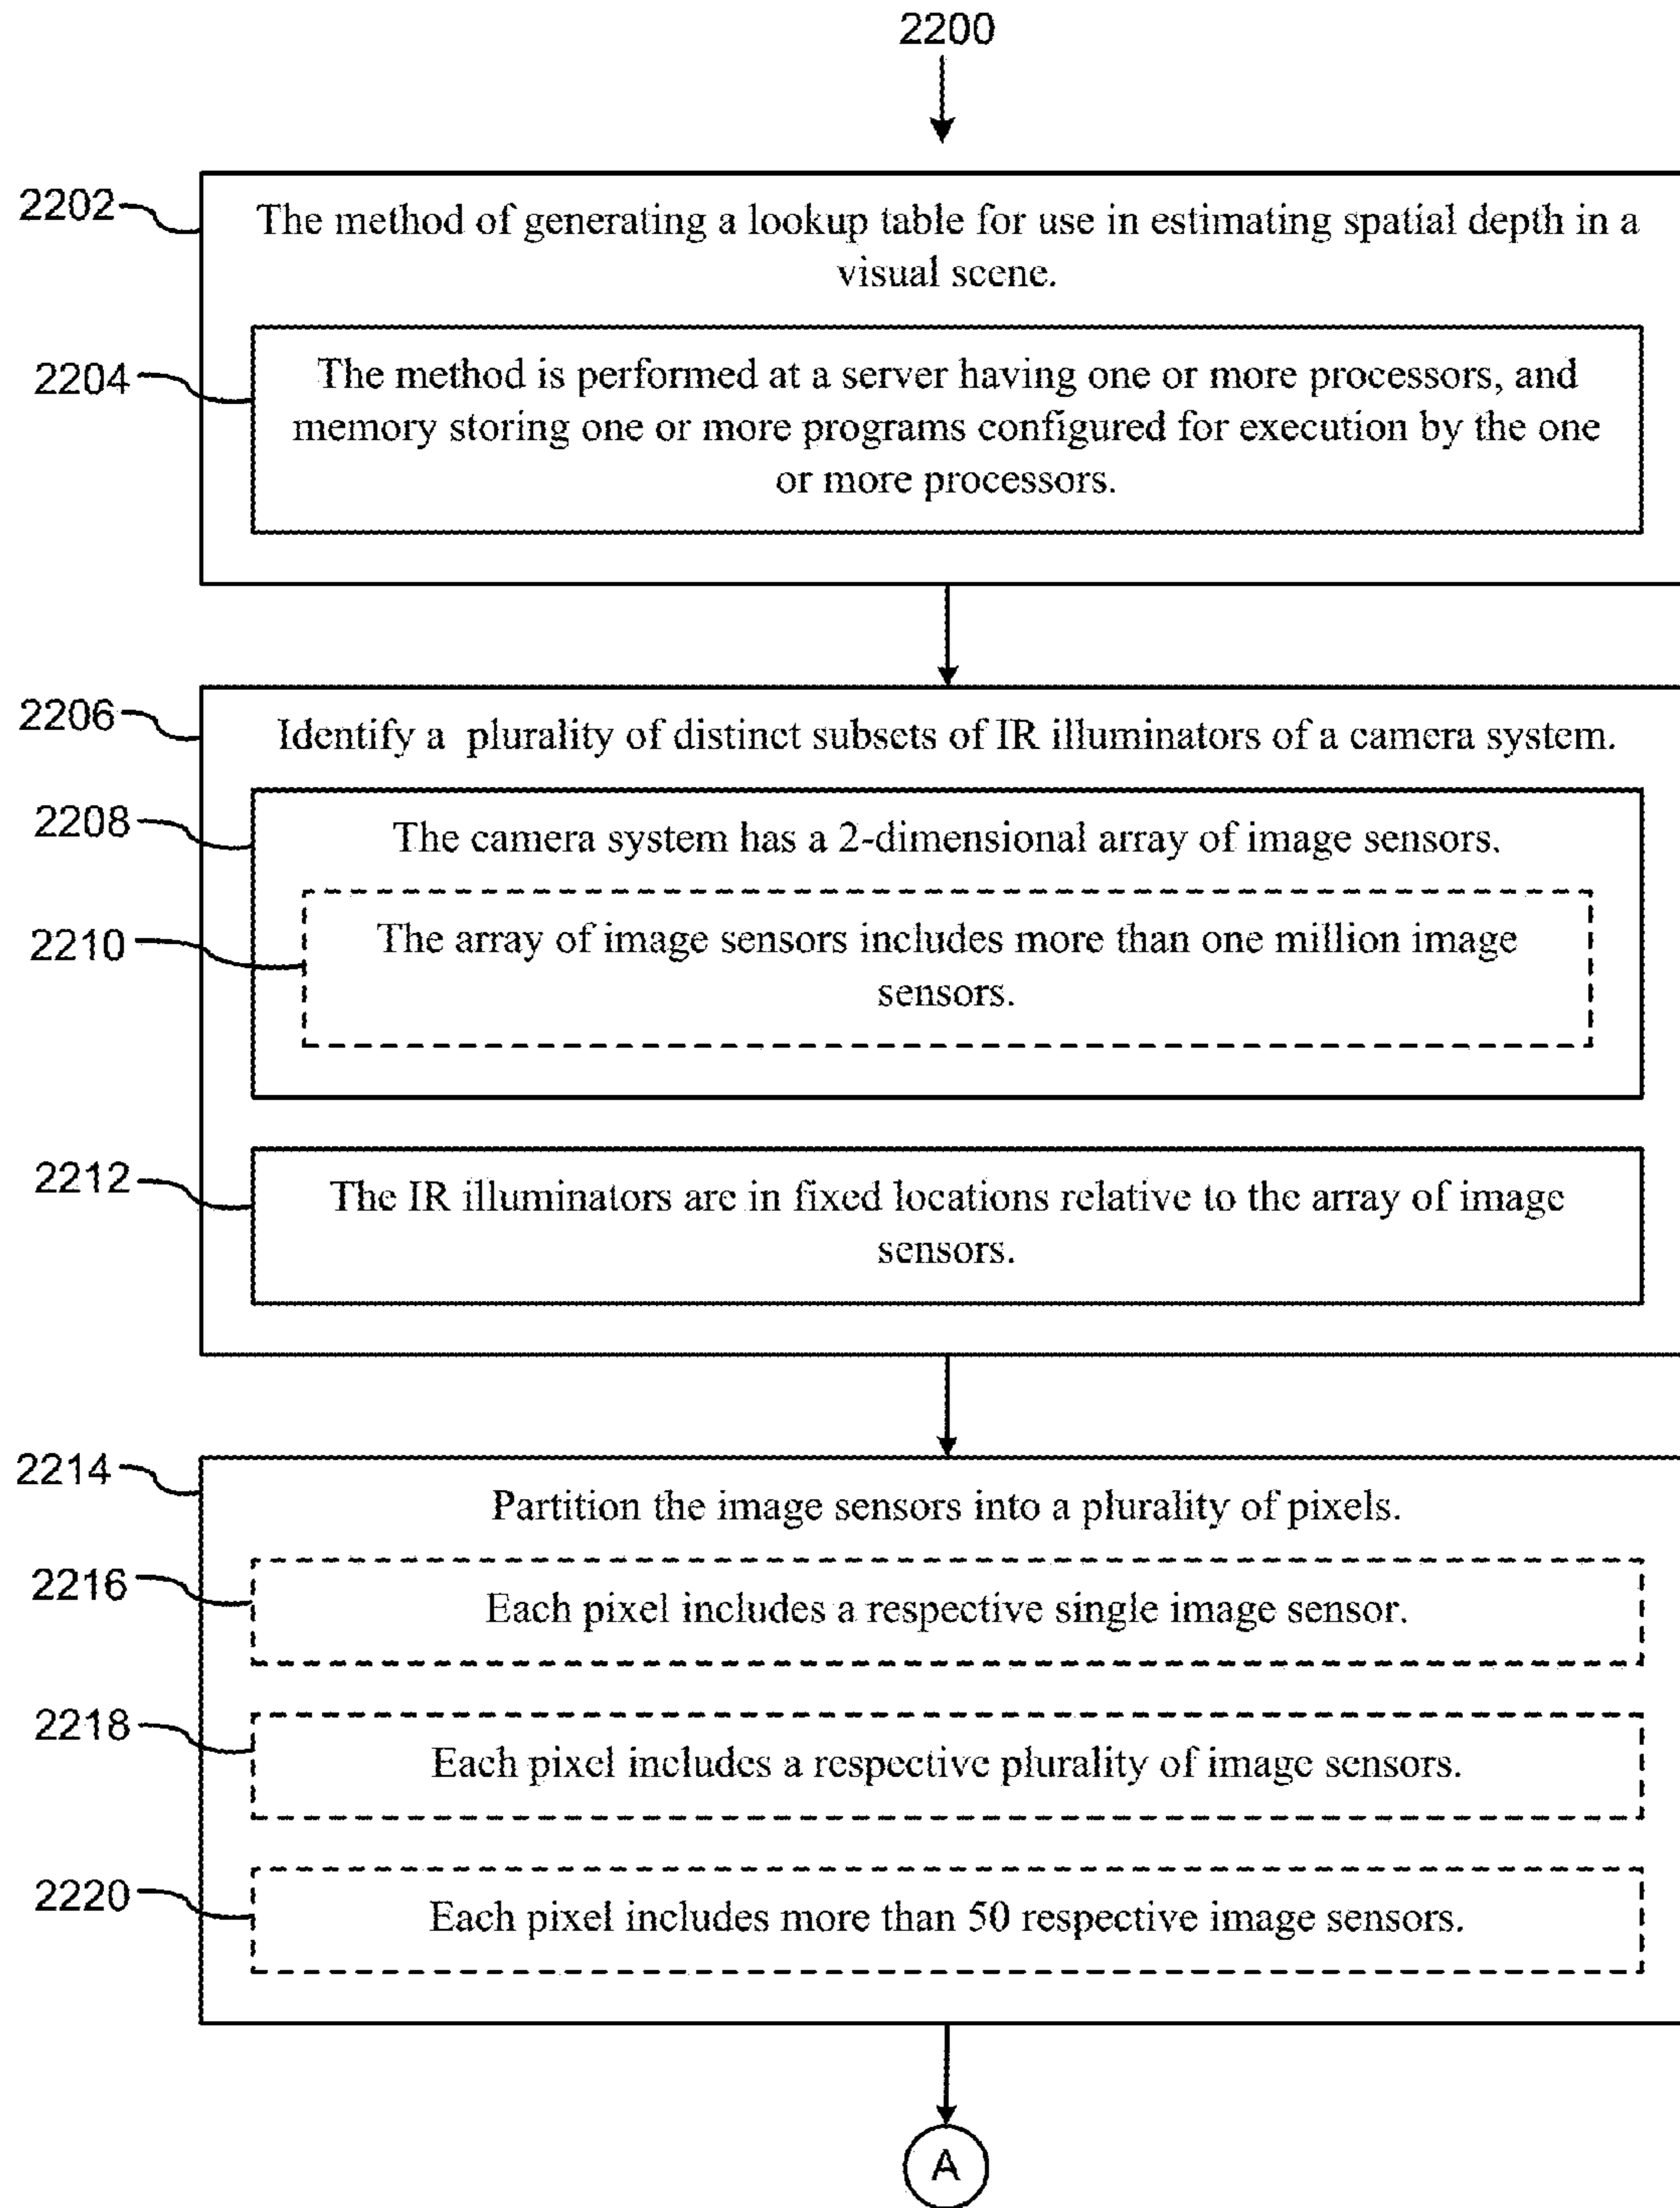 2200
2202
The method of generating a lookup table for use in estimating spatial depth in a
visual scene.
2204
The method is performed at a server having one or more processors, and
memory storing one or more programs configured for execution by the one
or more processors.
2206
Identify a plurality of distinct subsets of IR illuminators of a camera system.
2208
The camera system has a 2-dimensional array of image sensors.
2210
The array of image sensors includes more than one million image
sensors.
2212
The IR illuminators are in fixed locations relative to the array of image
sensors.
2214
Partition the image sensors into a plurality of pixels.
2216
Each pixel includes a respective single image sensor.
2218
Each pixel includes a respective plurality of image sensors.
2220
Each pixel includes more than 50 respective image sensors.
A